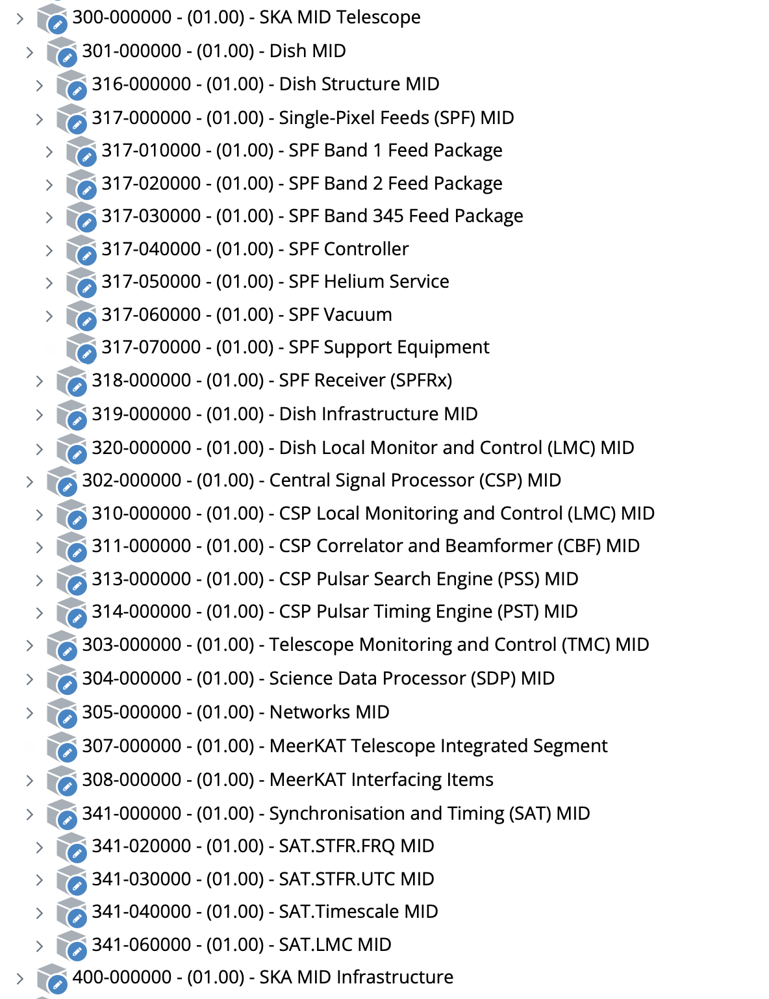 300-000000 - (01.00) - SKA MID Telescope
301-000000 - (01.00) - Dish MID
316-000000 - (01.00) - Dish Structure MID
317-000000 - (01.00) - Single-Pixel Feeds (SPF) MID
317-010000 - (01.00) - SPF Band 1 Feed Package
317-020000 - (01.00) - SPF Band 2 Feed Package
317-030000 - (01.00) - SPF Band 345 Feed Package
317-040000 - (01.00) - SPF Controller
317-050000 - (01.00) - SPF Helium Service
317-060000 - (01.00) - SPF Vacuum
317-070000 - (01.00) - SPF Support Equipment
318-000000 - (01.00) - SPF Receiver (SPFRx)
319-000000 - (01.00) - Dish Infrastructure MID
320-000000 - (01.00) - Dish Local Monitor and Control (LMC) MID
302-000000 - (01.00) - Central Signal Processor (CSP) MID
310-000000 - (01.00) - CSP Local Monitoring and Control (LMC) MID
311-000000 - (01.00) - CSP Correlator and Beamformer (CBF) MID
313-000000 - (01.00) - CSP Pulsar Search Engine (PSS) MID
314-000000 - (01.00) - CSP Pulsar Timing Engine (PST) MID
303-000000 - (01.00) - Telescope Monitoring and Control (TMC) MID
304-000000 - (01.00) - Science Data Processor (SDP) MID
305-000000 - (01.00) - Networks MID
307-000000 - (01.00) - MeerKAT Telescope Integrated Segment
308-000000 - (01.00) - MeerKAT Interfacing Items
341-000000 - (01.00) - Synchronisation and Timing (SAT) MID
341-020000 - (01.00) - SAT.STFR.FRQ MID
341-030000 - (01.00) - SAT.STFR.UTC MID
341-040000 - (01.00) - SAT.Timescale MID
341-060000 - (01.00) - SAT.LMC MID
400-000000 - (01.00) - SKA MID Infrastructure